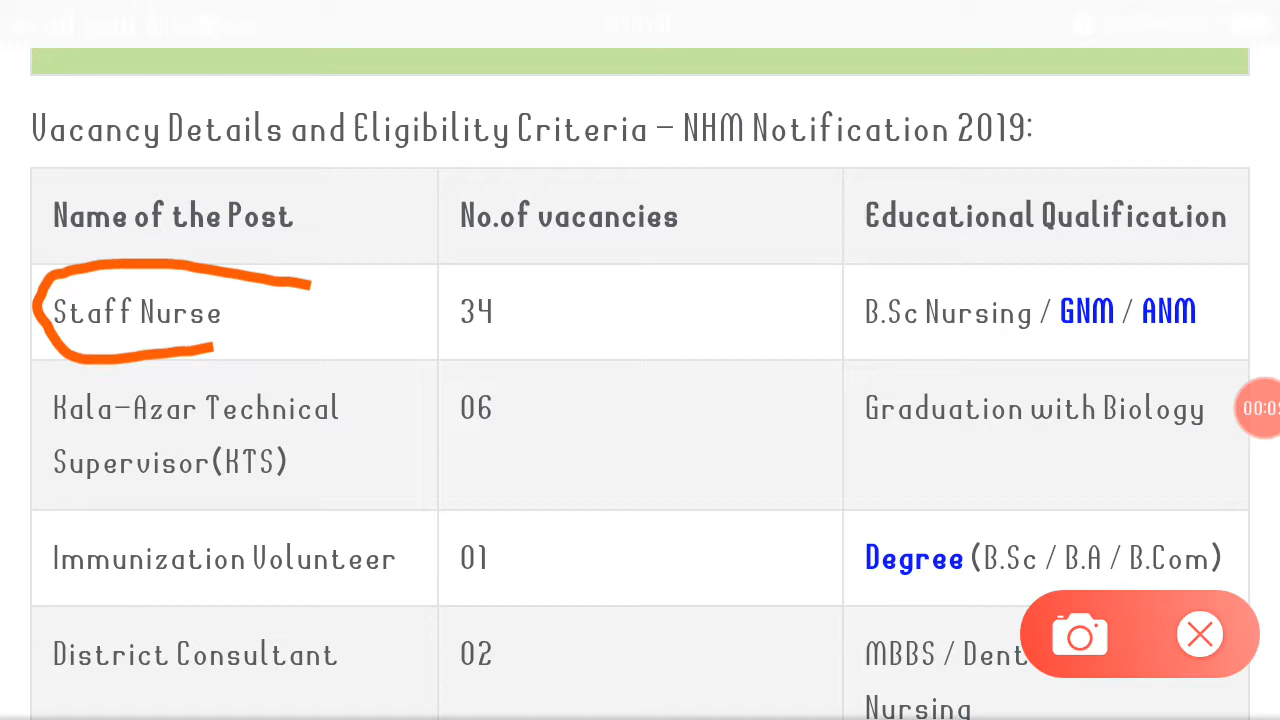 Vacancy Details and Eligibility Criteria – NHM Notification 2019:
Name of the Post No.of vacancies Educational Qualification
Staff Nurse 34 B.Sc Nursing / GNM / ANM
Kala-Azar Technical 06 Graduation with Biology
Supervisor(KTS)
Immunization Volunteer 01 Degree (B.Sc / B.A / B.Com)
District Consultant 02 MBBS /
Nursing